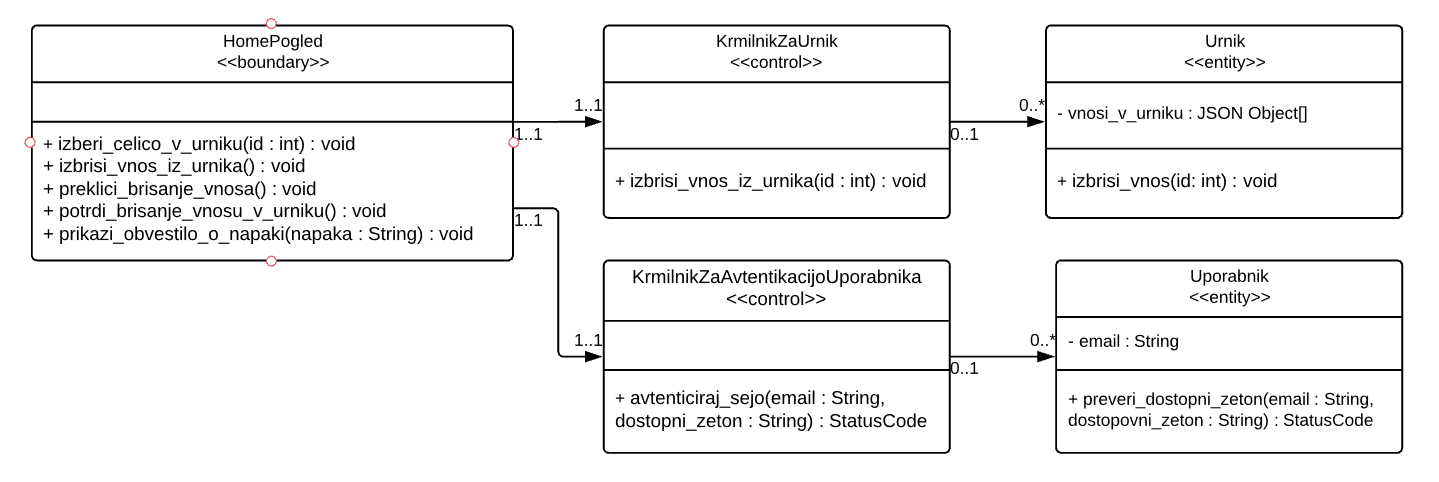 HomePogled
<<boundary>>
+ izberi_celico_v_urniku(id : int) : void
+ izbrisi_vnos_iz_urnika() : void
+ preklici_brisanje_vnosa() : void
+ potrdi_brisanje_vnosu_v_urniku() : void
+ prikazi_obvestilo_o_napaki(napaka : String) : void
1..1
1..1
1..1
1..1
KrmilnikZaUrnik
<<control>>
+ izbrisi_vnos_iz_urnika(id : int) : void
0..*
0..1
Urnik
<<entity>>
- vnosi_v_urniku : JSON Object[]
+ izbrisi_vnos(id: int) : void
KrmilnikZaAvtentikacijoUporabnika
<<control>>
+ avtenticiraj_sejo(email : String,
dostopni_zeton : String) : StatusCode
0..*
0..1
Uporabnik
<<entity>>
- email : String
+ preveri_dostopni_zeton(email : String,
dostopovni_zeton : String) : StatusCode